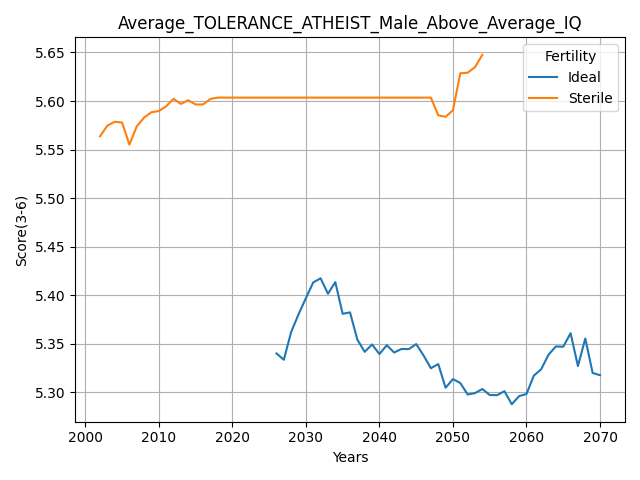 Average_TOLERANCE_ATHEIST_Male_Above_Average_IQ
Fertility
Ideal
Sterile
Score(3-6)
5.65
5.60
5.55
5.50
5.45
5.40
5.35
5.30
2000 2010 2020 2030 2040 2050 2060 2070
Years